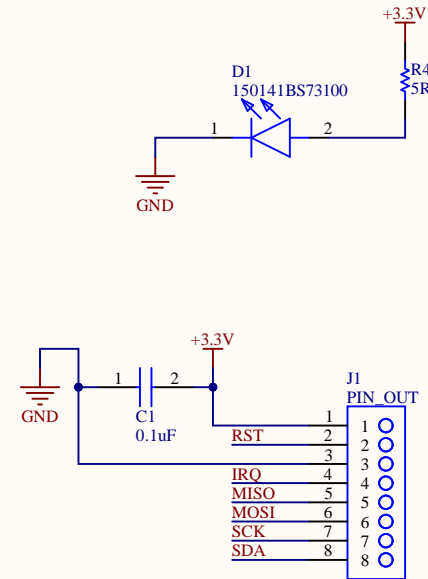 +3.3V
D1
150141BS73100
R4
5R
1
2
GND
+3.3V
1
2
GND
C1
0.1uF
J1
PIN_OUT
1
1
RST
2
2
3
3
IRQ
4
4
MISO
5
5
MOSI
6
6
SCK
7
7
SDA
8
8